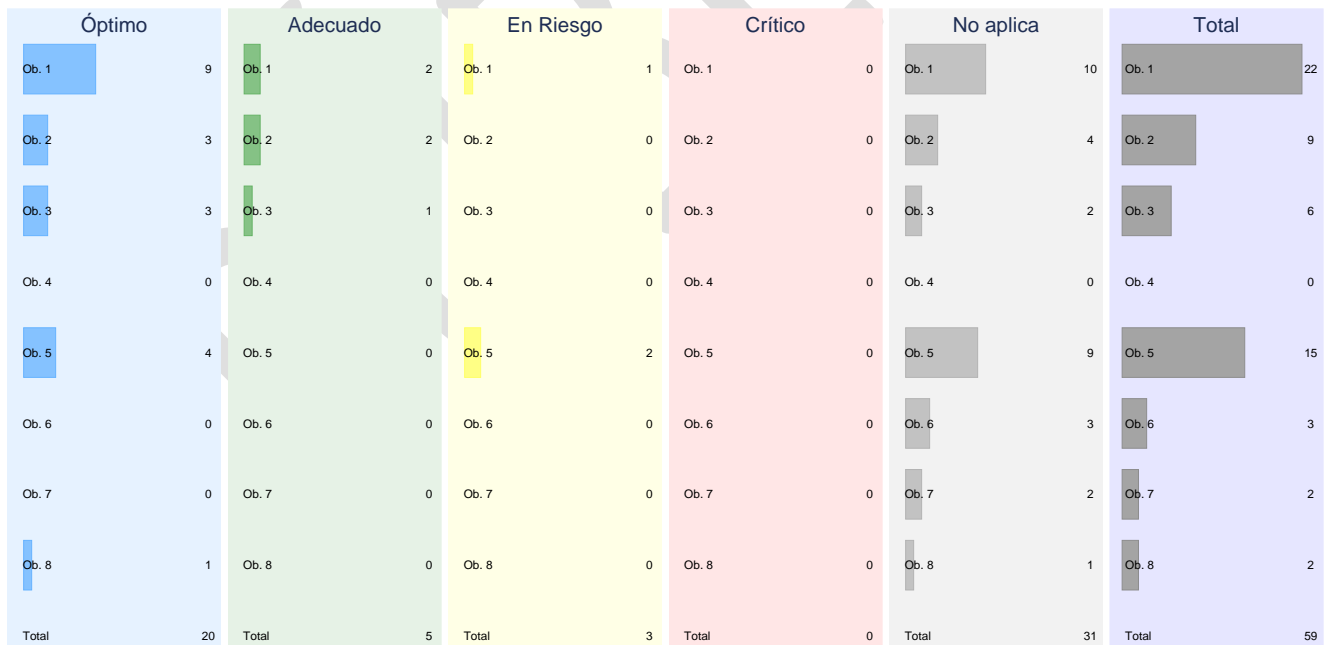 Óptimo Adecuado En Riesgo Crítico No aplica Total
Ob. 1 9 Ob. 1 2 Ob. 1 1 Ob. 1 0 Ob. 1 10 Ob. 1 22
Ob. 2 3 Ob. 2 2 Ob. 2 0 Ob. 2 0 Ob. 2 4 Ob. 2 9
Ob. 3 3 Ob. 3 1 Ob. 3 0 Ob. 3 0 Ob. 3 2 Ob. 3 6
Ob. 4 0 Ob. 4 0 Ob. 4 0 Ob. 4 0 Ob. 4 0 Ob. 4 0
Ob. 5 4 Ob. 5 0 Ob. 5 2 Ob. 5 0 Ob. 5 9 Ob. 5 15
Ob. 6 0 Ob. 6 0 Ob. 6 0 Ob. 6 0 Ob. 6 3 Ob. 6 3
Ob. 7 0 Ob. 7 0 Ob. 7 0 Ob. 7 0 Ob. 7 2 Ob. 7 2
Ob. 8 1 Ob. 8 0 Ob. 8 0 Ob. 8 0 Ob. 8 1 Ob. 8 2
Total 20 Total 5 Total 3 Total 0 Total 31 Total 59